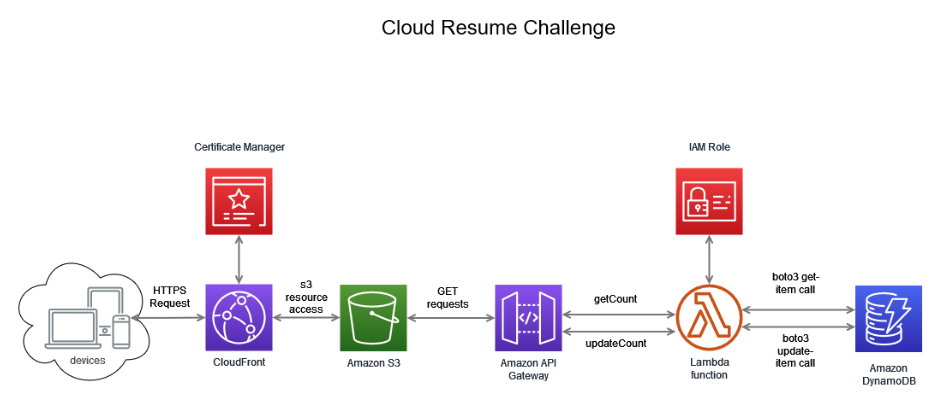 Cloud Resume Challenge
Certificate Manager
IAM Role
HTTPS
Request
s3
resource
access
GET
requests
getCount
updateCount
boto3 get-
item call
boto3
update-
item call
devices
CloudFront
Amazon S3
Amazon API
Gateway
Lambda
function
Amazon
DynamoDB